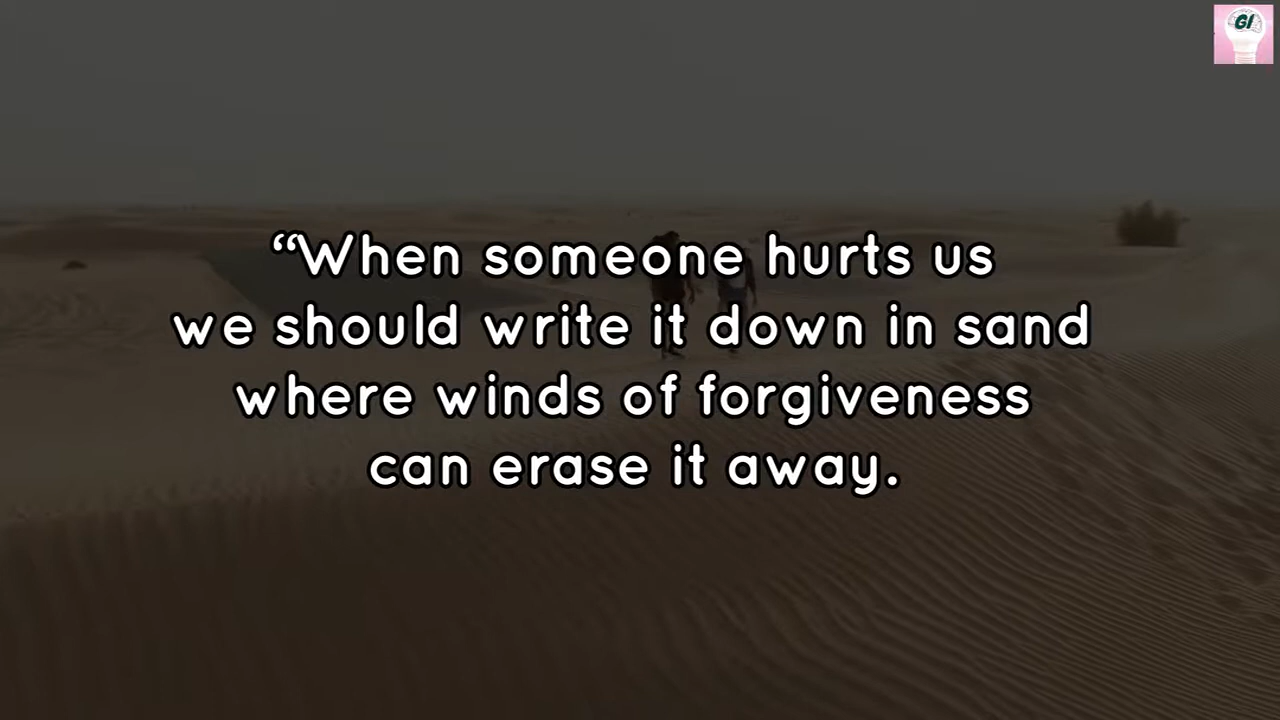 GI
“When someone hurts us
we should write it down in sand
where winds of forgiveness
can erase it away.